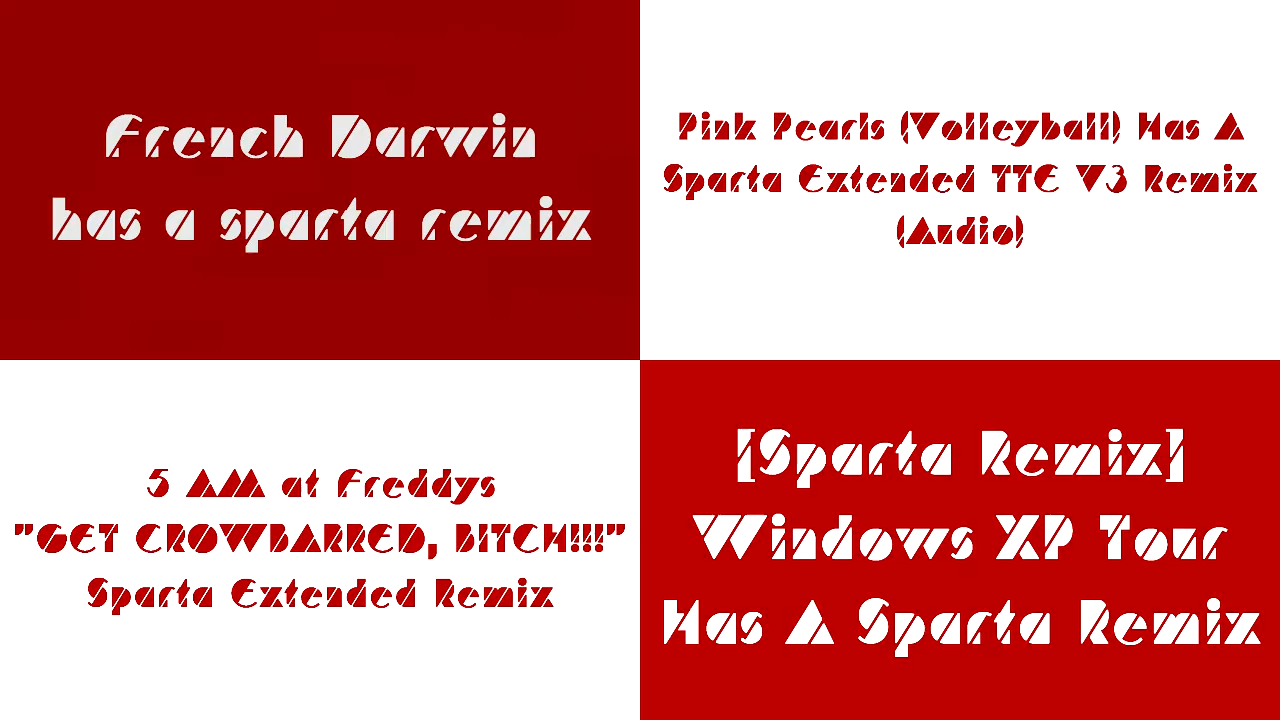 French Darwin
has a sparta remix
Pink Pearls (Volleyball) Has A
Sparta Extended TTE V3 Remix
(Audio)
5 AM at Freddys
"GET CROWBARRED, BITCH!!!"
Sparta Extended Remix
[Sparta Remix]
Windows XP Tour
Has A Sparta Remix